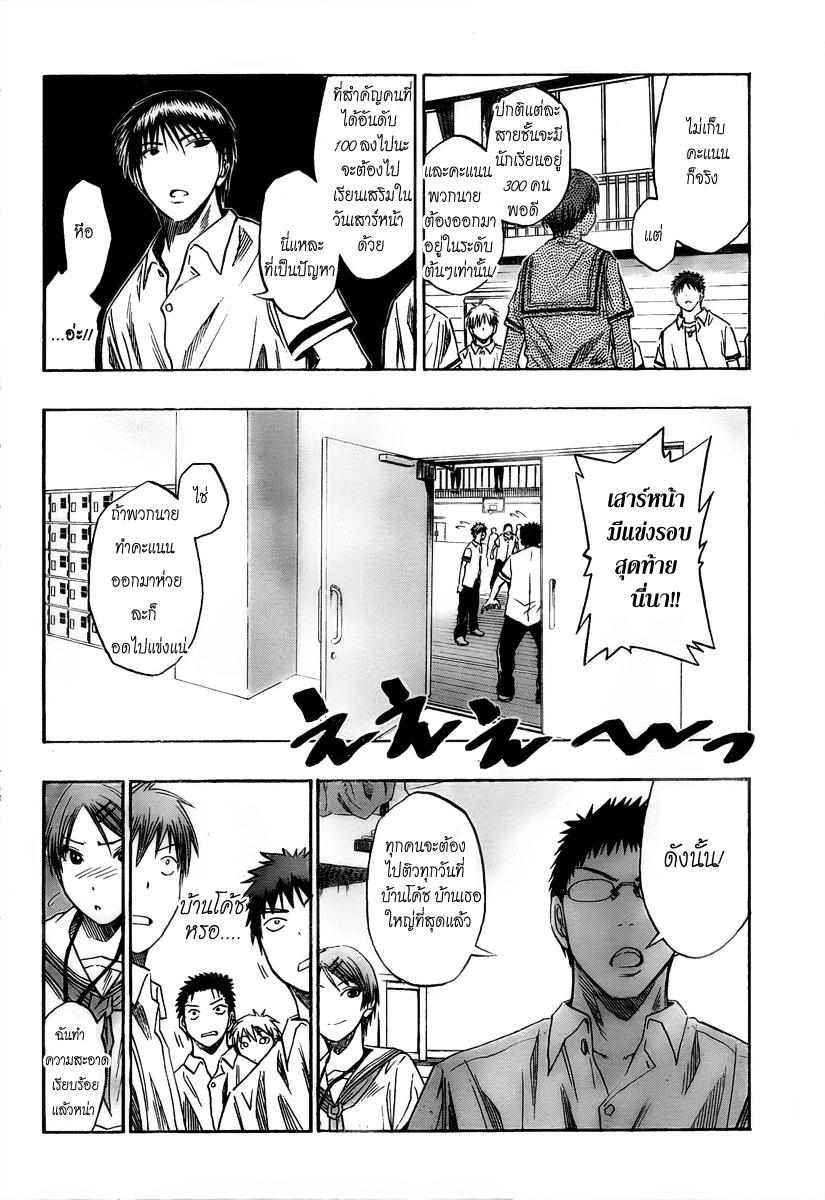 ไม่เก็บ
คะแนน
ก็จริง
แต่
ปกติแต่ละ
สายชั้นจะมี
นักเรียนอยู่
300 คน
พอดี
และคะแนน
พวกนาย
ต้องออกมา
อยู่ในระดับ
ต้นๆเท่านั้น!
ที่สำคัญคนที่
ได้อันดับ
100 ลงไปนะ
จะต้องไป
เรียนเสริมใน
วันเสาร์หน้า
ด้วย
นี่แหละ
ที่เป็นปัญหา
หือ
...อ่ะ!!
เสาร์หน้า
มีแข่งรอบ
สุดท้าย
นี่นา!!
ใช่
ถ้าพวกนาย
ทำคะแนน
ออกมาห่วย
ละก็
อดไปแข่งแน่
えええ〜〜っ
ดังนั้น!
ทุกคนจะต้อง
ไปติวทุกวันที่
บ้านโค้ช บ้านเธอ
ใหญ่ที่สุดแล้ว
บ้านโค้ช
หรอ....
ฉันทำ
ความสะอาด
เรียบร้อย
แล้วหน่า